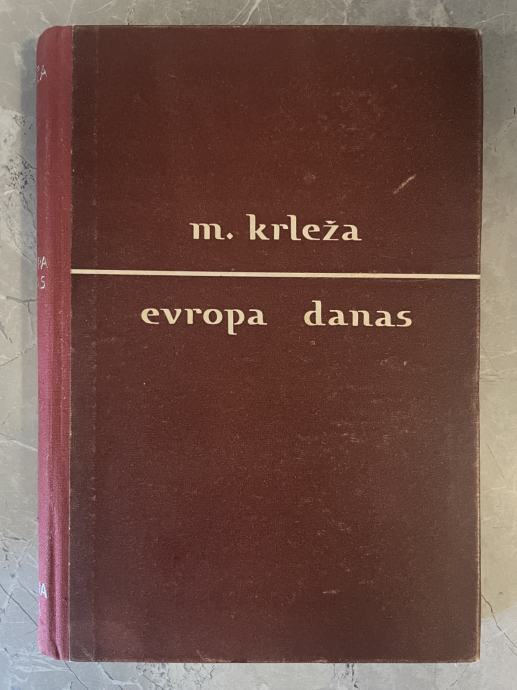 m. krleža
evropa danas